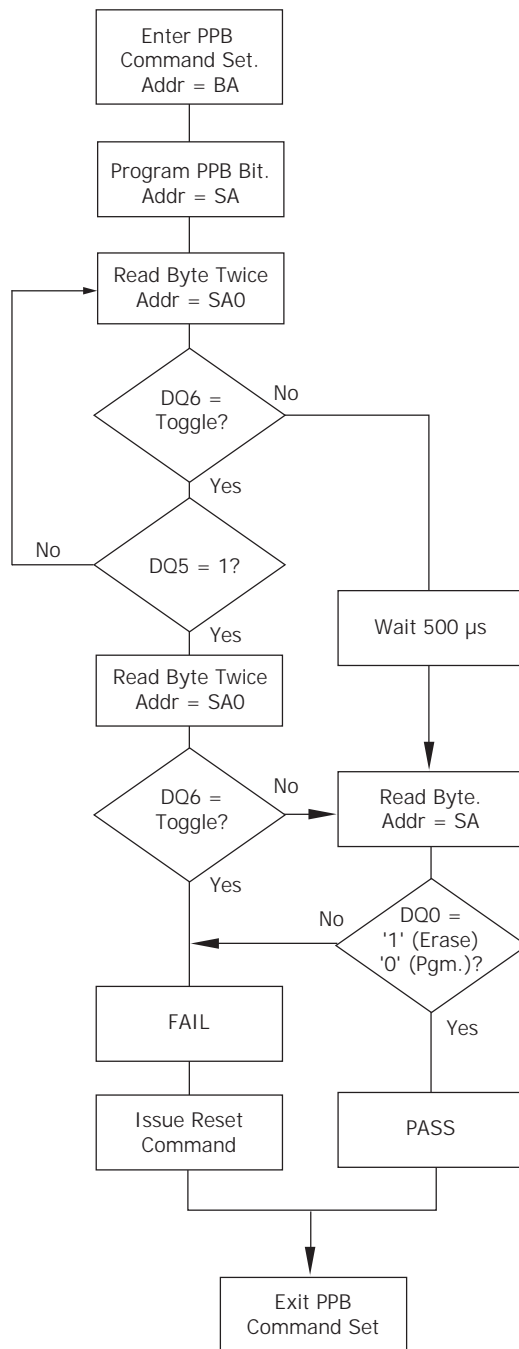 Enter PPB
Command Set.
Addr = BA
Program PPB Bit.
Addr = SA
Read Byte Twice
Addr = SA0
DQ6 =
Toggle?
No
Yes
DQ5 = 1?
No
Yes
Wait 500 µs
Read Byte Twice
Addr = SA0
DQ6 =
Toggle?
No
Yes
Read Byte.
Addr = SA
DQ0 =
'1' (Erase)
'0' (Pgm.)?
No
Yes
FAIL
Issue Reset
Command
PASS
Exit PPB
Command Set